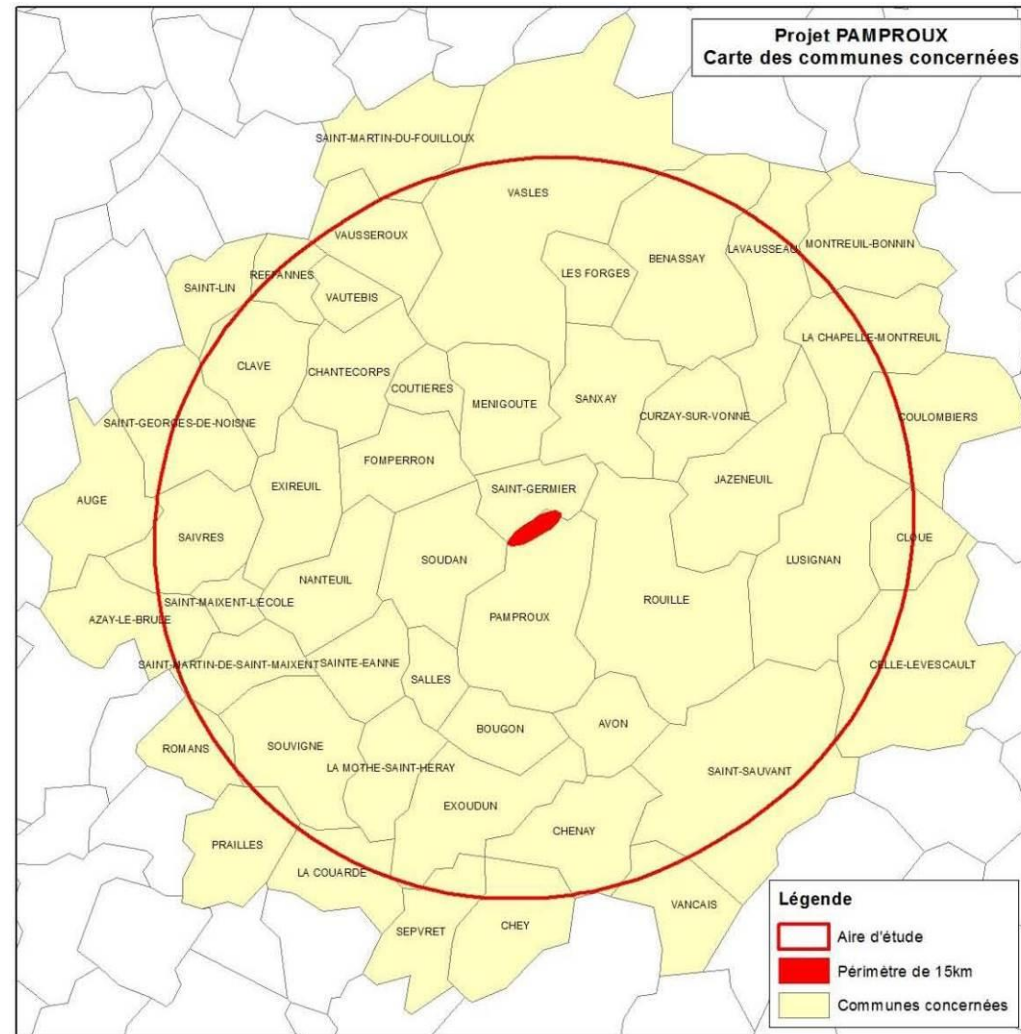 Projet PAMPROUX
Carte des communes concernées
SAINT-MARTIN-DU-FOUILLOUX
VASLES
VAUSSEROUX
LAVAUSSEAU
MONTREUIL-BONNIN
BENASSAY
REFFANNES
LES FORGES
SAINT-LIN
VAUTEBIS
LA CHAPELLE-MONTREUIL
CLAVE
CHANTECORPS
COUTIERES
SANXAY
MENIGOUTE
CURZAY-SUR-VONNE
COULOMBIERS
SAINT-GEORGES-DE-NOISNE
FOMPERRON
JAZENEUIL
EXIREUIL
SAINT-GERMIER
AUGE
SAIVRES
CLOUE
SOUDAN
LUSIGNAN
NANTEUIL
ROUILLE
SAINT-MAIXENT-L'ECOLE
PAMPROUX
AZAY-LE-BRULE
SAINT-MARTIN-DE-SAINT-MAIXENT
SAINTE-EANNE
CELLE-LEVESCAULT
SALLES
AVON
BOUGON
ROMANS
SOUVIGNE
LA MOTHE-SAINT-HERAY
SAINT-SAUVANT
EXOUDUN
CHENAY
PRAILLES
LA COUARDE
VANCAIS
CHEY
SEPVRET
Légende
Aire d'étude
Périmètre de 15km
Communes concernées